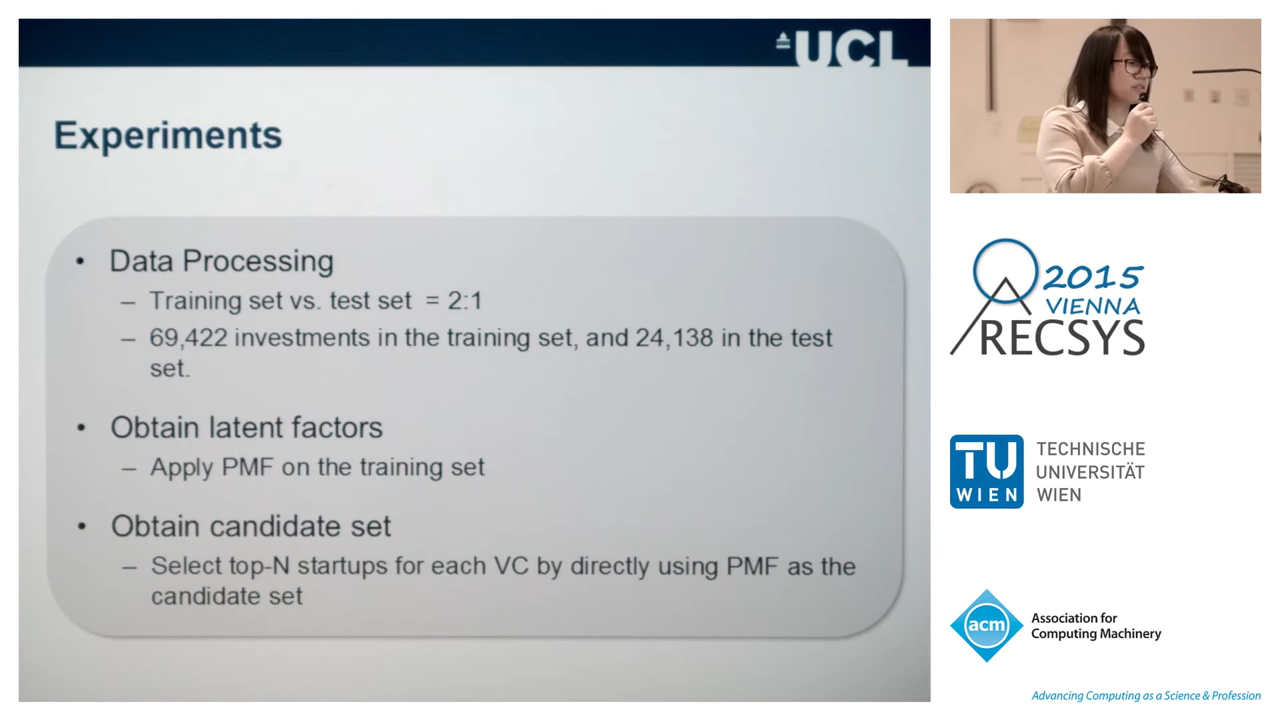 UCL
Experiments
• Data Processing
– Training set vs. test set = 2:1
– 69,422 investments in the training set, and 24,138 in the test
set.
• Obtain latent factors
– Apply PMF on the training set
• Obtain candidate set
– Select top-N startups for each VC by directly using PMF as the
candidate set
2015
VIENNA
RECSYS
TU
WIEN
TECHNISCHE
UNIVERSITÄT
WIEN
acm
Association for
Computing Machinery
Advancing Computing as a Science & Profession